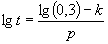 lg t = (lg (0,3) − k) / p